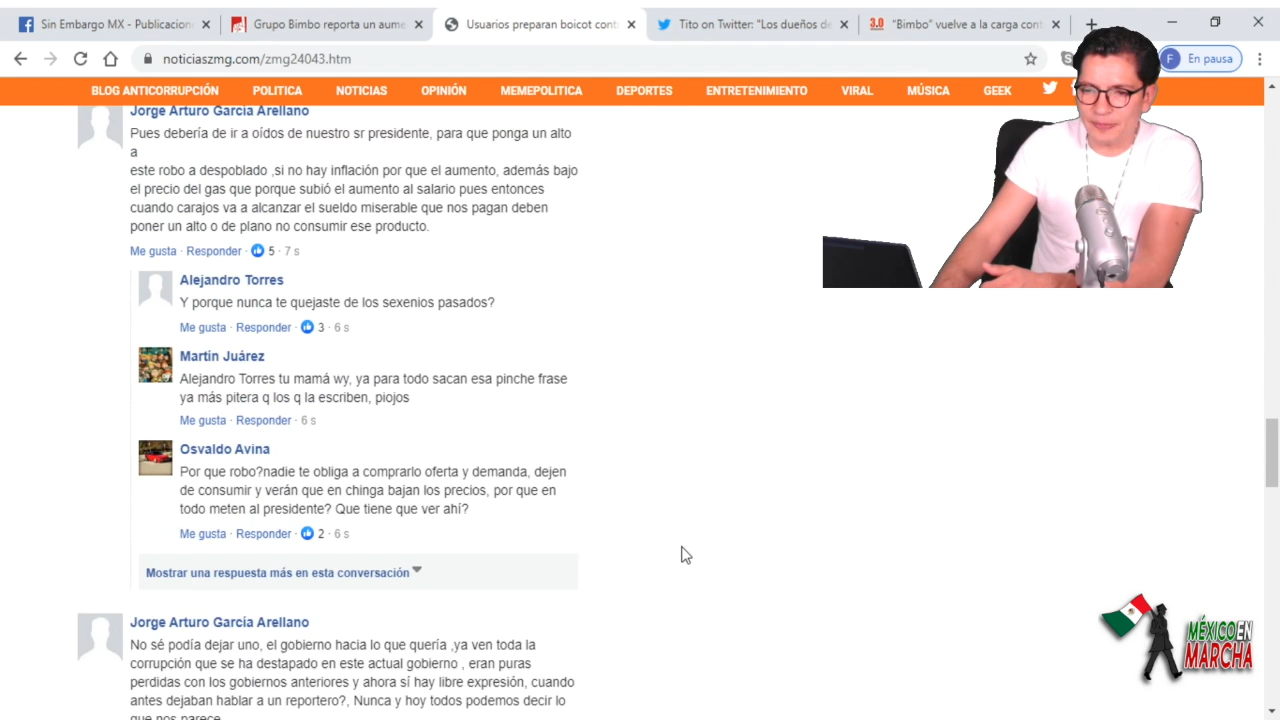 Sin Embargo MX - Publicacion
Grupo Bimbo reporta un aume
Usuarios preparan boicot cont
Tito on Twitter: "Los dueños de
3.0 "Bimbo" vuelve a la carga cont
noticiaszmg.com/zmg24043.htm
F En pausa
BLOG ANTICORRUPCIÓN POLITICA NOTICIAS OPINIÓN MEMEPOLITICA DEPORTES ENTRETENIMIENTO VIRAL MÚSICA GEEK
Jorge Arturo García Arellano
Pues debería de ir a oídos de nuestro sr presidente, para que ponga un alto
a
este robo a despoblado ,si no hay inflación por que el aumento, además bajo
el precio del gas que porque subió el aumento al salario pues entonces
cuando carajos va a alcanzar el sueldo miserable que nos pagan deben
poner un alto o de plano no consumir ese producto.
Me gusta · Responder · 5 · 7 s
Alejandro Torres
Y porque nunca te quejaste de los sexenios pasados?
Me gusta · Responder · 3 · 6 s
Martín Juárez
Alejandro Torres tu mamá wy, ya para todo sacan esa pinche frase
ya más pitera q los q la escriben, piojos
Me gusta · Responder · 6 s
Osvaldo Avina
Por que robo?nadie te obliga a comprarlo oferta y demanda, dejen
de consumir y verán que en chinga bajan los precios, por que en
todo meten al presidente? Que tiene que ver ahí?
Me gusta · Responder · 2 · 6 s
Mostrar una respuesta más en esta conversación
Jorge Arturo García Arellano
No sé podía dejar uno, el gobierno hacia lo que quería ,ya ven toda la
corrupción que se ha destapado en este actual gobierno , eran puras
perdidas con los gobiernos anteriores y ahora sí hay libre expresión, cuando
antes dejaban hablar a un reportero?, Nunca y hoy todos podemos decir lo
que nos parece
MÉXICO EN
MARCHA